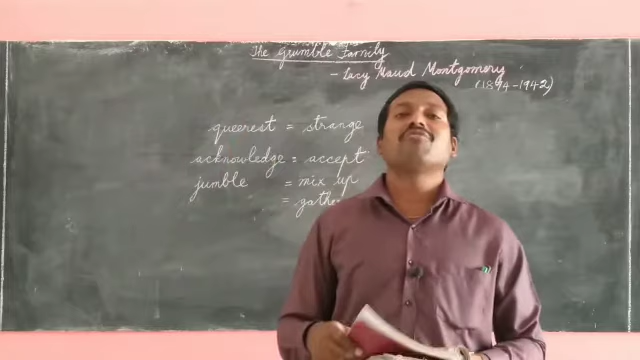 The Grumble Family
- Lucy Maud Montgomery
(1874-1942)
queerest = strange
acknowledge = accept
jumble = mix up
=